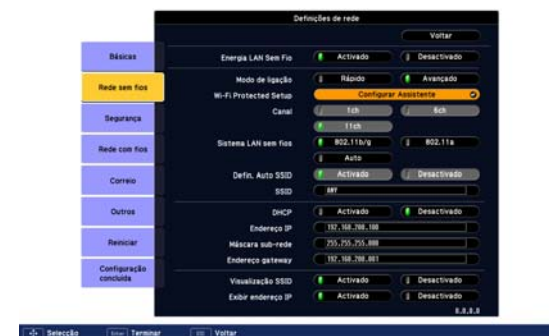 Definições de rede
Voltar
Básicas
Rede sem fios
Segurança
Rede com fios
Correio
Outros
Reiniciar
Configuração concluída
Energia LAN Sem Fio Activado Desactivado
Modo de ligação Rápido Avançado
Wi-Fi Protected Setup Configurar Assistente
Canal 1ch 6ch
11ch
Sistema LAN sem fios 802.11b/g 802.11a
Auto
Defin. Auto SSID Activado Desactivado
SSID ANY
DHCP Activado Desactivado
Endereço IP 192.168.200.100
Máscara sub-rede 255.255.255.000
Endereço gateway 192.168.200.001
Visualização SSID Activado Desactivado
Exibir endereço IP Activado Desactivado
0.0.0.0
Selecção Enter Terminar ESC Voltar